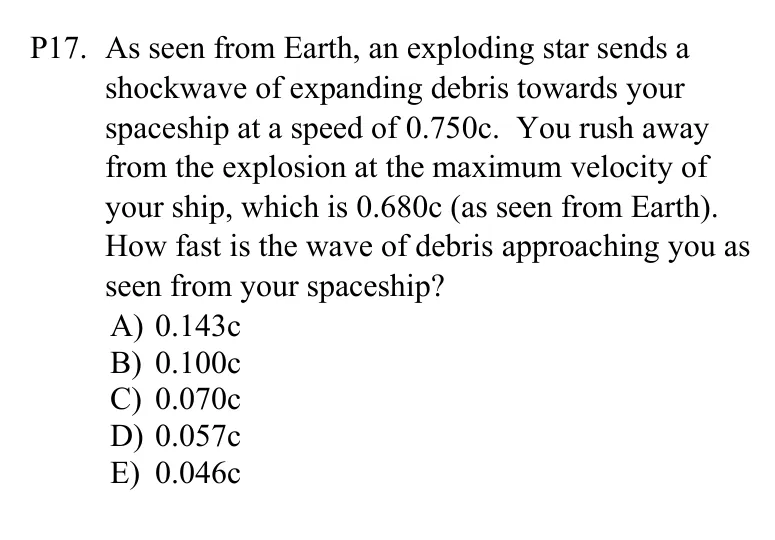 P17. As seen from Earth, an exploding star sends a
shockwave of expanding debris towards your
spaceship at a speed of 0.750c. You rush away
from the explosion at the maximum velocity of
your ship, which is 0.680c (as seen from Earth).
How fast is the wave of debris approaching you as
seen from your spaceship?
A) 0.143c
B) 0.100c
C) 0.070c
D) 0.057c
E) 0.046c